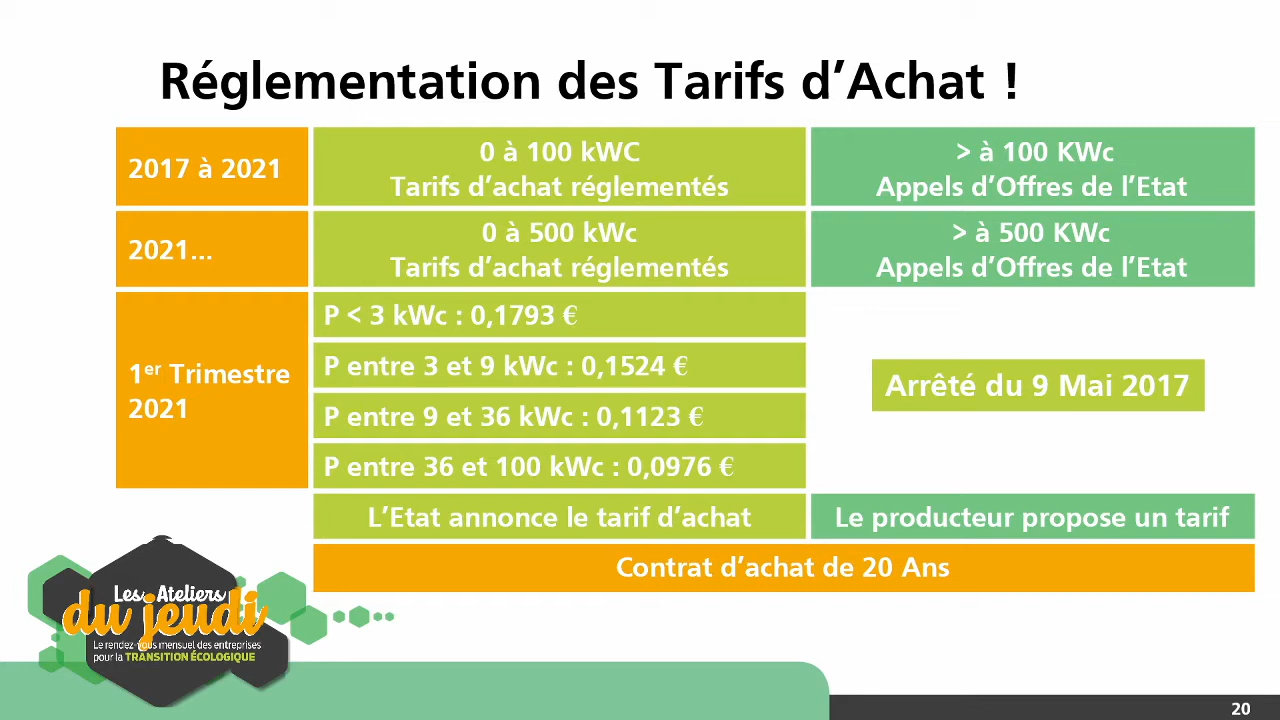 Réglementation des Tarifs d’Achat !
2017 à 2021
0 à 100 kWC
Tarifs d’achat réglementés
> à 100 KWc
Appels d’Offres de l’Etat
2021...
0 à 500 kWc
Tarifs d’achat réglementés
> à 500 KWc
Appels d’Offres de l’Etat
1er Trimestre
2021
P < 3 kWc : 0,1793 €
P entre 3 et 9 kWc : 0,1524 €
P entre 9 et 36 kWc : 0,1123 €
P entre 36 et 100 kWc : 0,0976 €
Arrêté du 9 Mai 2017
L’Etat annonce le tarif d’achat
Le producteur propose un tarif
Contrat d’achat de 20 Ans
Les Ateliers
du jeudi
Le rendez-vous mensuel des entreprises
pour la TRANSITION ÉCOLOGIQUE
20